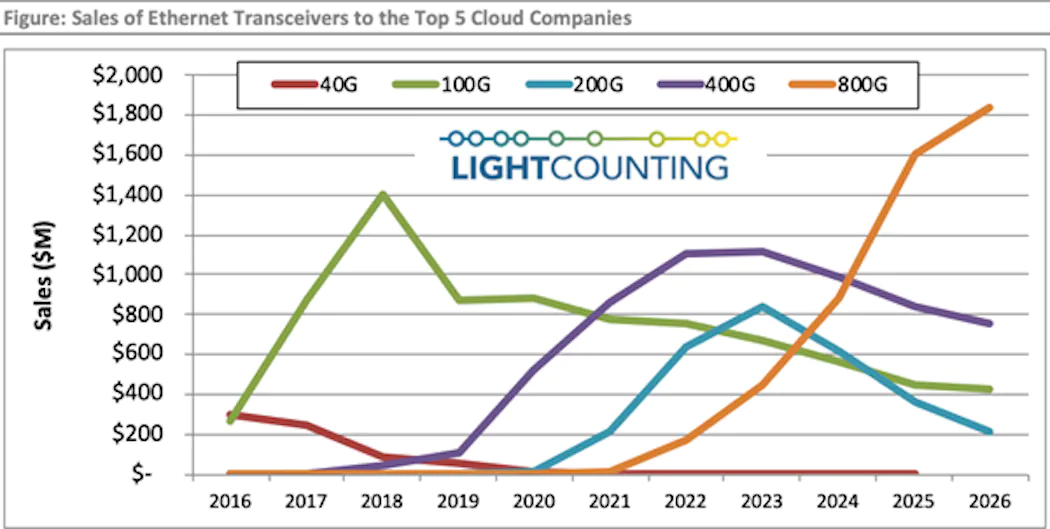 Figure: Sales of Ethernet Transceivers to the Top 5 Cloud Companies
40G 100G 200G 400G 800G
LIGHTCOUNTING
Sales ($M)
$2,000
$1,800
$1,600
$1,400
$1,200
$1,000
$800
$600
$400
$200
$-
2016 2017 2018 2019 2020 2021 2022 2023 2024 2025 2026